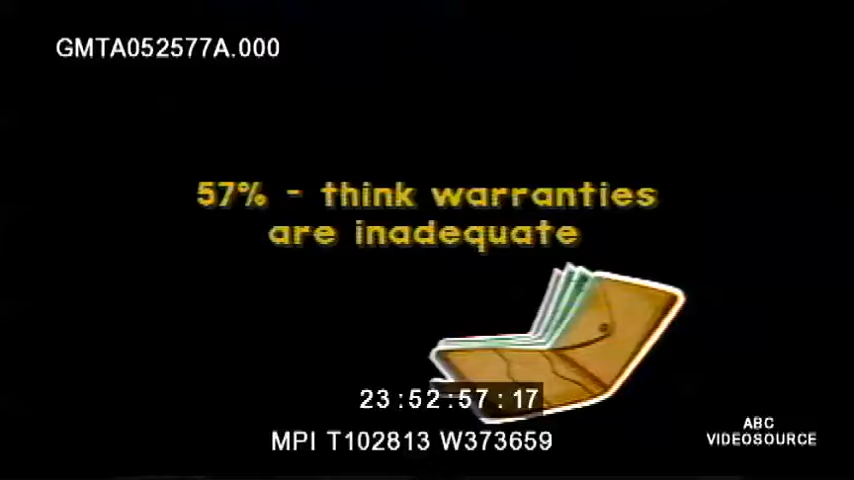 GMTA052577A.000
57% - think warranties
are inadequate
23:52:57:17
MPI T102813 W373659
ABC
VIDEOSOURCE